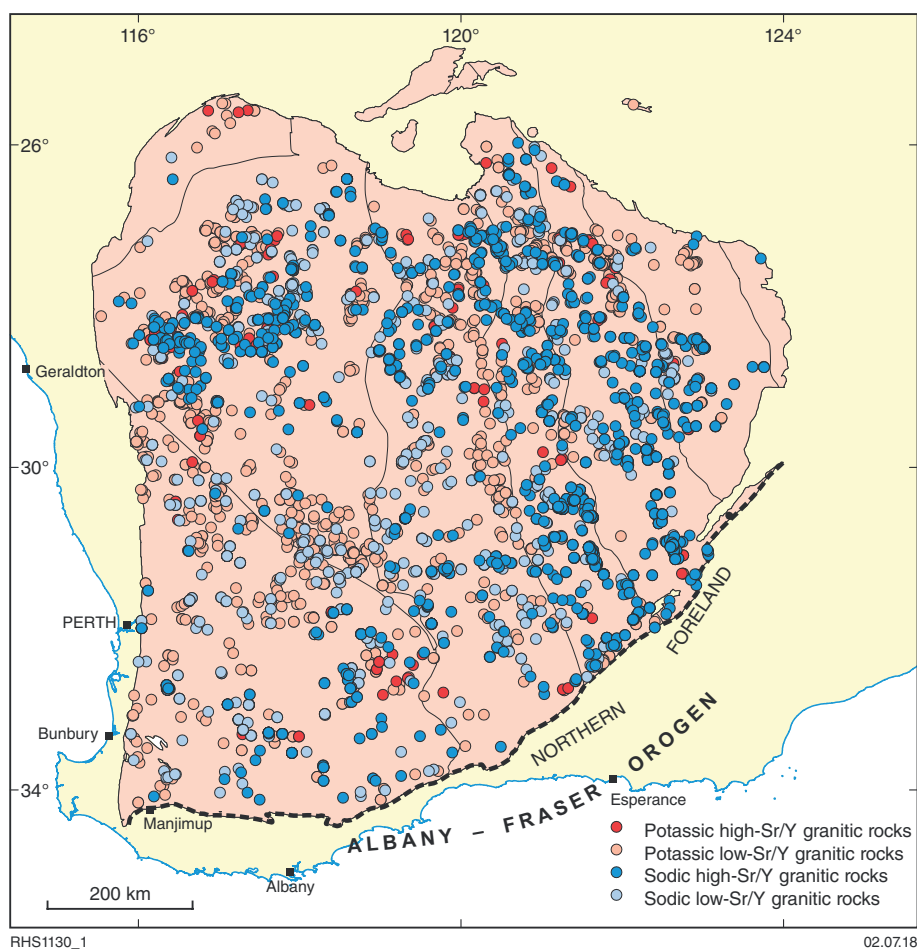 116° 120° 124°
26°
Geraldton
30°
PERTH
FORELAND
NORTHERN
Bunbury
ALBANY – FRASER OROGEN
34°
Esperance
Manjimup
Albany
Potassic high-Sr/Y granitic rocks
Potassic low-Sr/Y granitic rocks
Sodic high-Sr/Y granitic rocks
Sodic low-Sr/Y granitic rocks
200 km
RHS1130_1 02.07.18